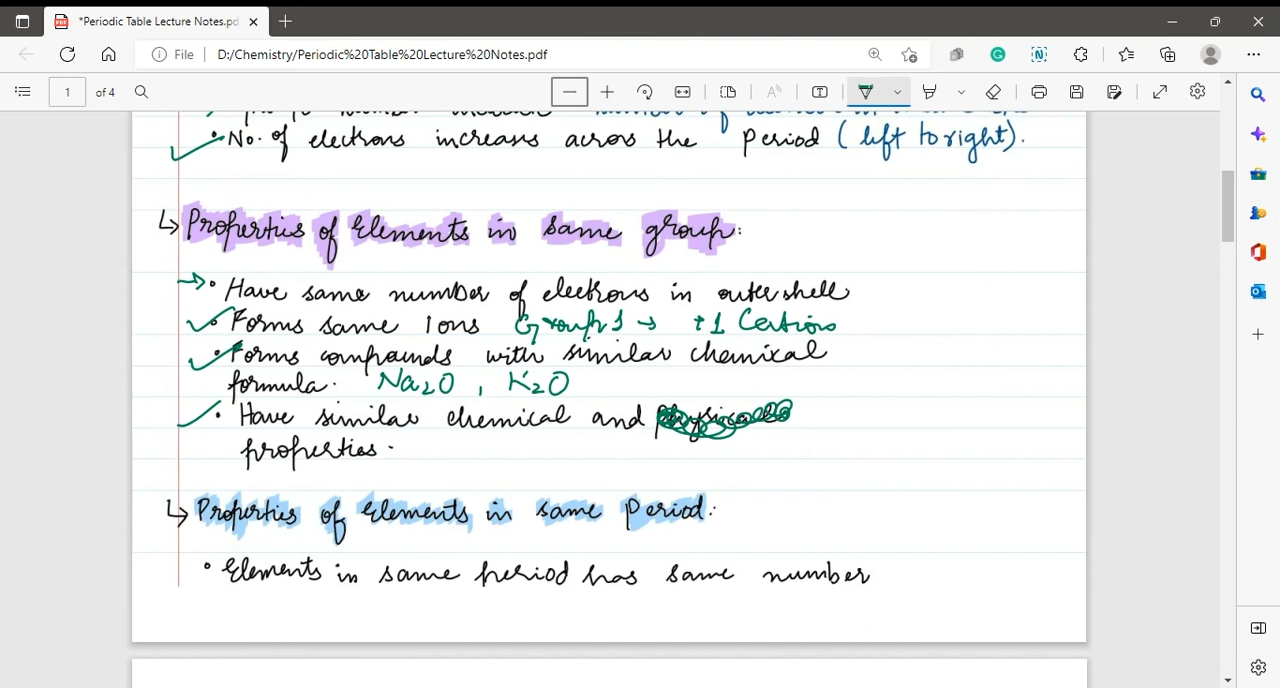 *Periodic Table Lecture Notes.pd
File D:/Chemistry/Periodic%20Table%20Lecture%20Notes.pdf
1 of 4
• No. of electrons increases across the period (left to right).
↳ Properties of Elements in same group:
→ • Have same number of electrons in outer shell
• Forms same Ions Group 1 → +1 Cations
• Forms compounds with similar chemical
formula. Na2O, K2O
• Have similar chemical and physical
properties.
↳ Properties of Elements in same Period:
• Elements in same period has same number